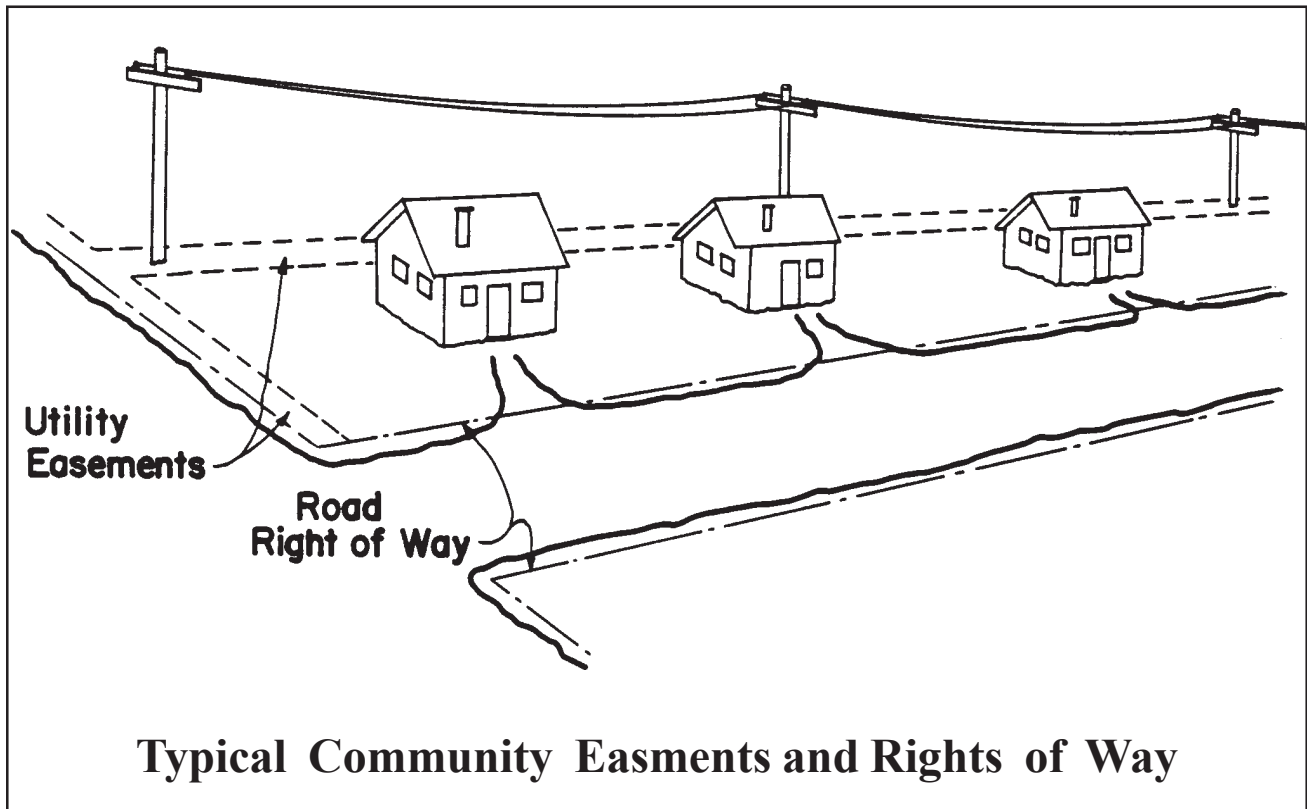 Utility
Easements
Road
Right of Way
Typical Community Easments and Rights of Way